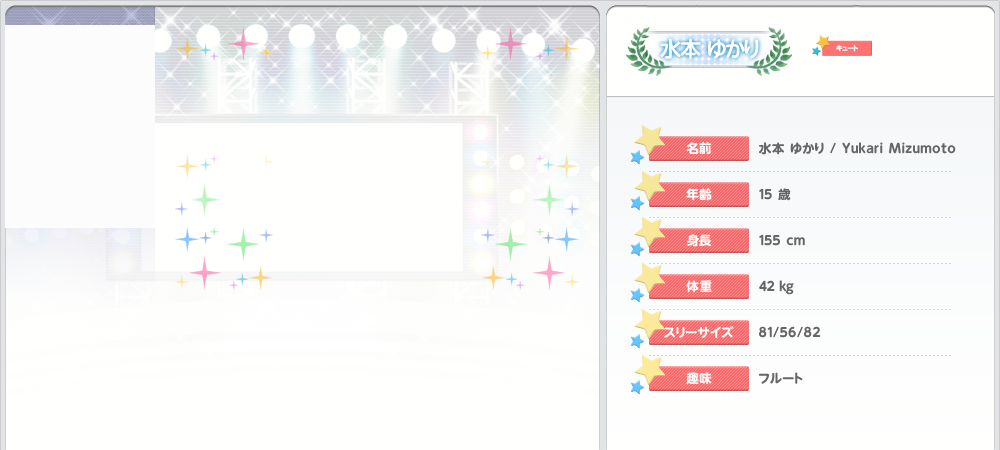 水本 ゆかり
キュート
名前 水本 ゆかり / Yukari Mizumoto
年齢 15 歳
身長 155 cm
体重 42 kg
スリーサイズ 81/56/82
趣味 フルート